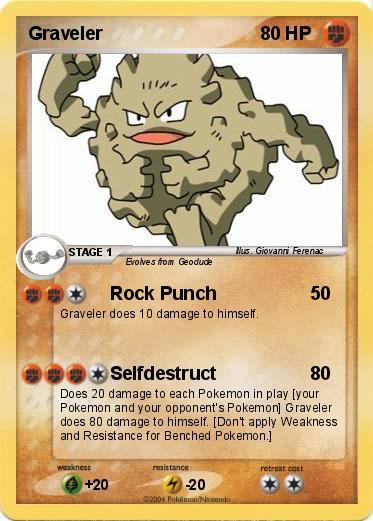 Graveler 80 HP
STAGE 1 Illus. Giovanni Ferenac
Evolves from Geodude
Rock Punch 50
Graveler does 10 damage to himself.
Selfdestruct 80
Does 20 damage to each Pokemon in play [your
Pokemon and your opponent's Pokemon] Graveler
does 80 damage to himself. [Don't apply Weakness
and Resistance for Benched Pokemon.]
weakness resistance retreat cost
+20 -20
©2004 Pokémon/Nintendo